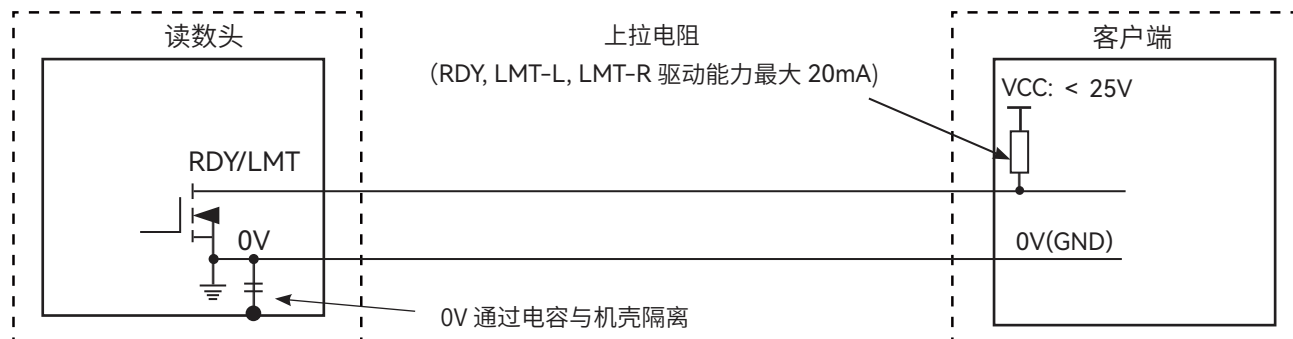 读数头
上拉电阻
客户端
（RDY, LMT-L, LMT-R 驱动能力最大 20mA)
VCC: < 25V
RDY/LMT
0V
0V(GND)
0V 通过电容与机壳隔离